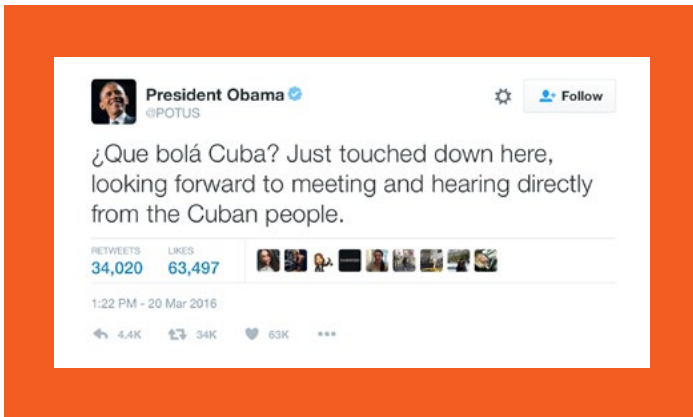 President Obama
@POTUS
Follow
¿Que bolá Cuba? Just touched down here,
looking forward to meeting and hearing directly
from the Cuban people.
RETWEETS LIKES
34,020 63,497
1:22 PM - 20 Mar 2016
4.4K 34K 63K